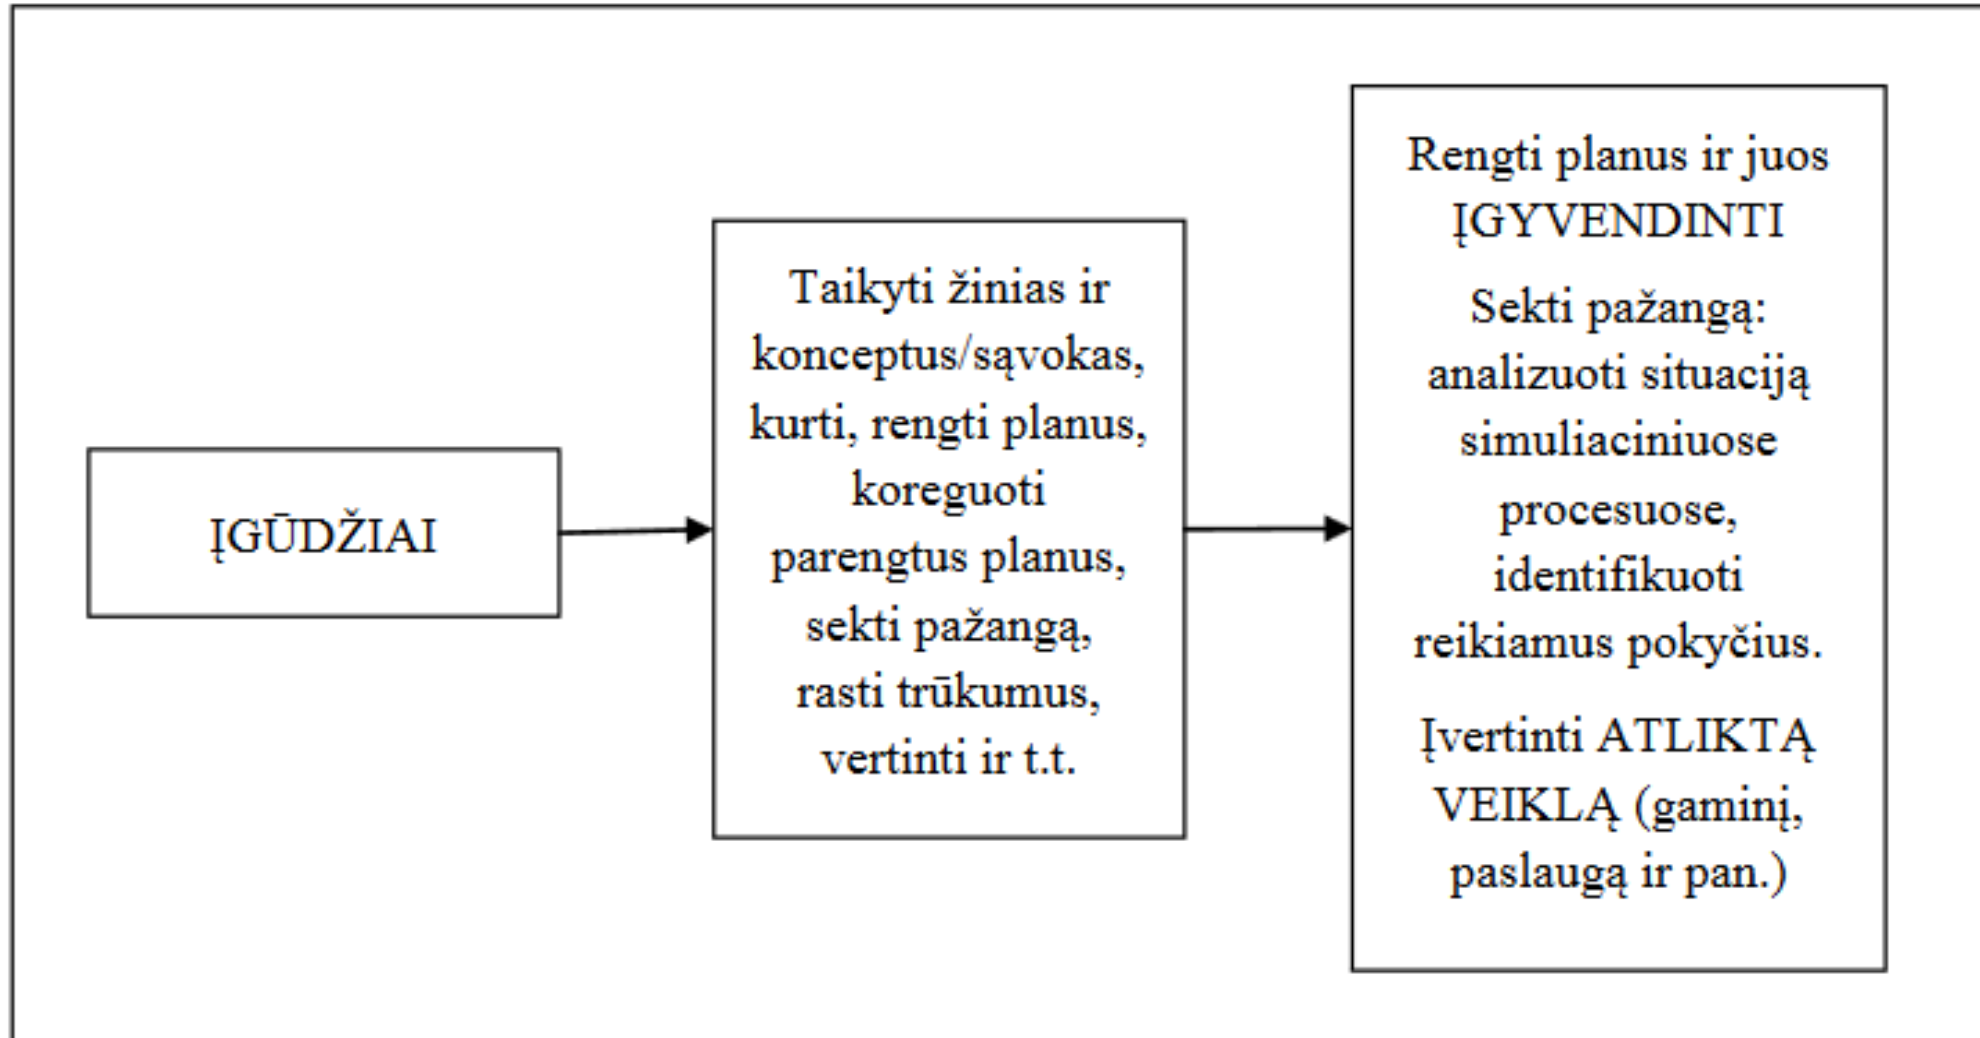 ĮGŪDŽIAI
Taikyti žinias ir
konceptus/sąvokas,
kurti, rengti planus,
koreguoti
parengtus planus,
sekti pažangą,
rasti trūkumus,
vertinti ir t.t.
Rengti planus ir juos
ĮGYVENDINTI
Sekti pažangą:
analizuoti situaciją
simuliaciniuose
procesuose,
identifikuoti
reikiamus pokyčius.
Įvertinti ATLIKTĄ
VEIKLĄ (gaminį,
paslaugą ir pan.)